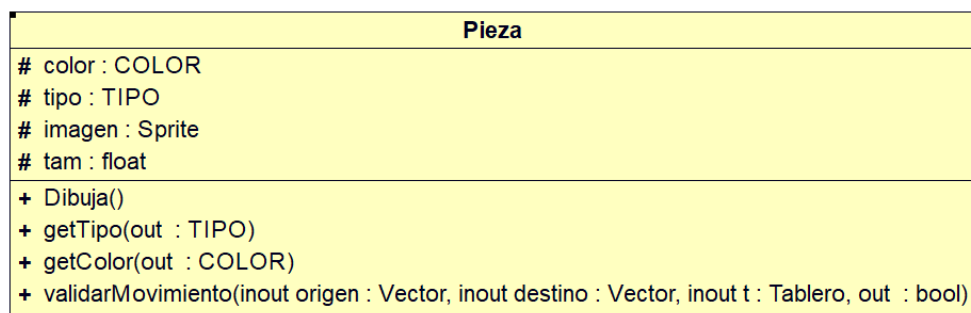 Pieza
# color : COLOR
# tipo : TIPO
# imagen : Sprite
# tam : float
+ Dibuja()
+ getTipo(out  : TIPO)
+ getColor(out  : COLOR)
+ validarMovimiento(inout origen : Vector, inout destino : Vector, inout t : Tablero, out  : bool)